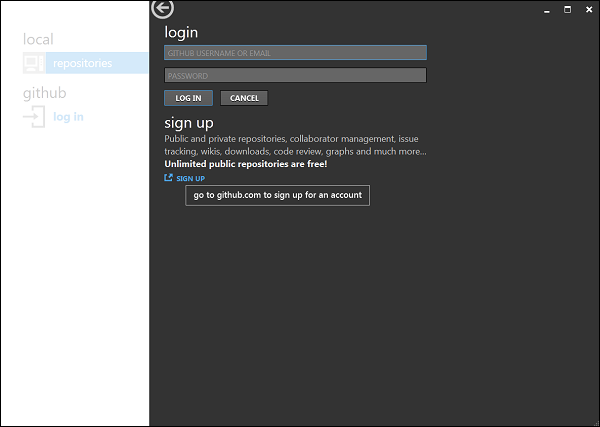 local
repositories
github
log in
login
GITHUB USERNAME OR EMAIL
PASSWORD
LOG IN CANCEL
sign up
Public and private repositories, collaborator management, issue
tracking, wikis, downloads, code review, graphs and much more...
Unlimited public repositories are free!
SIGN UP
go to github.com to sign up for an account